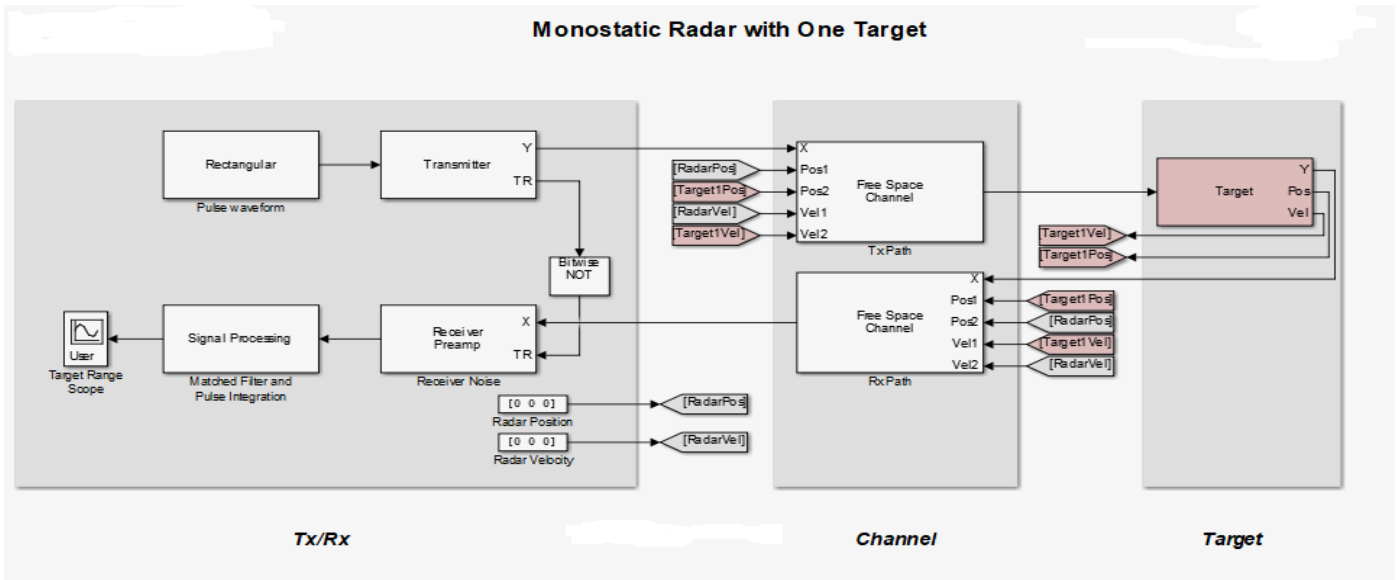 Monostatic Radar with One Target
Rectangular
Pulse waveform
Transmitter
Y
TR
Bitwise
NOT
[RadarPos]
[Target1Pos]
[RadarVel]
[Target1Vel]
X
Pos1
Pos2
Vel1
Vel2
Free Space
Channel
TxPath
Target
Y
Pos
Vel
[Target1Vel]
[Target1Pos]
User
Target Range
Scope
Signal Processing
Matched Filter and
Pulse Integration
Receiver
Preamp
X
TR
Receiver Noise
Free Space
Channel
X
Pos1
Pos2
Vel1
Vel2
RxPath
[Target1Pos]
[RadarPos]
[Target1Vel]
[RadarVel]
[0 0 0]
Radar Position
[RadarPos]
[0 0 0]
Radar Velocity
[RadarVel]
Tx/Rx
Channel
Target